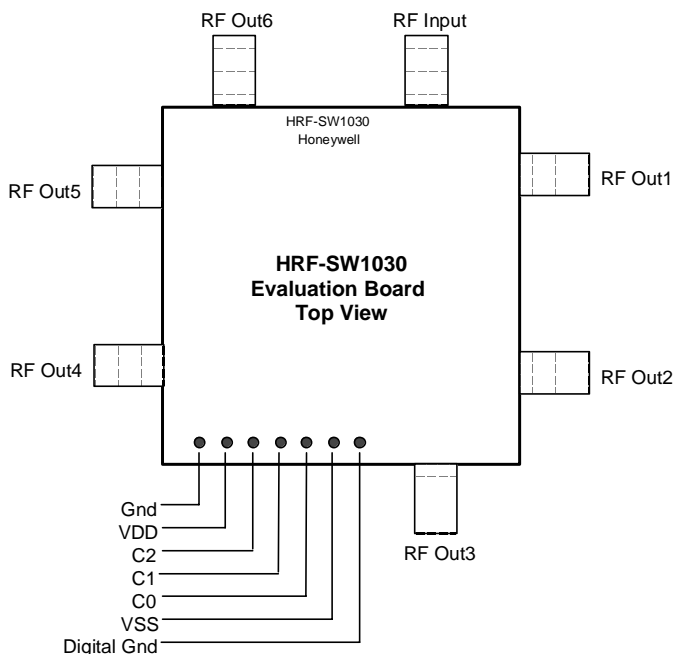 RF Out6
RF Input
HRF-SW1030
Honeywell
RF Out5
RF Out1
HRF-SW1030
Evaluation Board
Top View
RF Out4
RF Out2
RF Out3
Gnd
VDD
C2
C1
C0
VSS
Digital Gnd